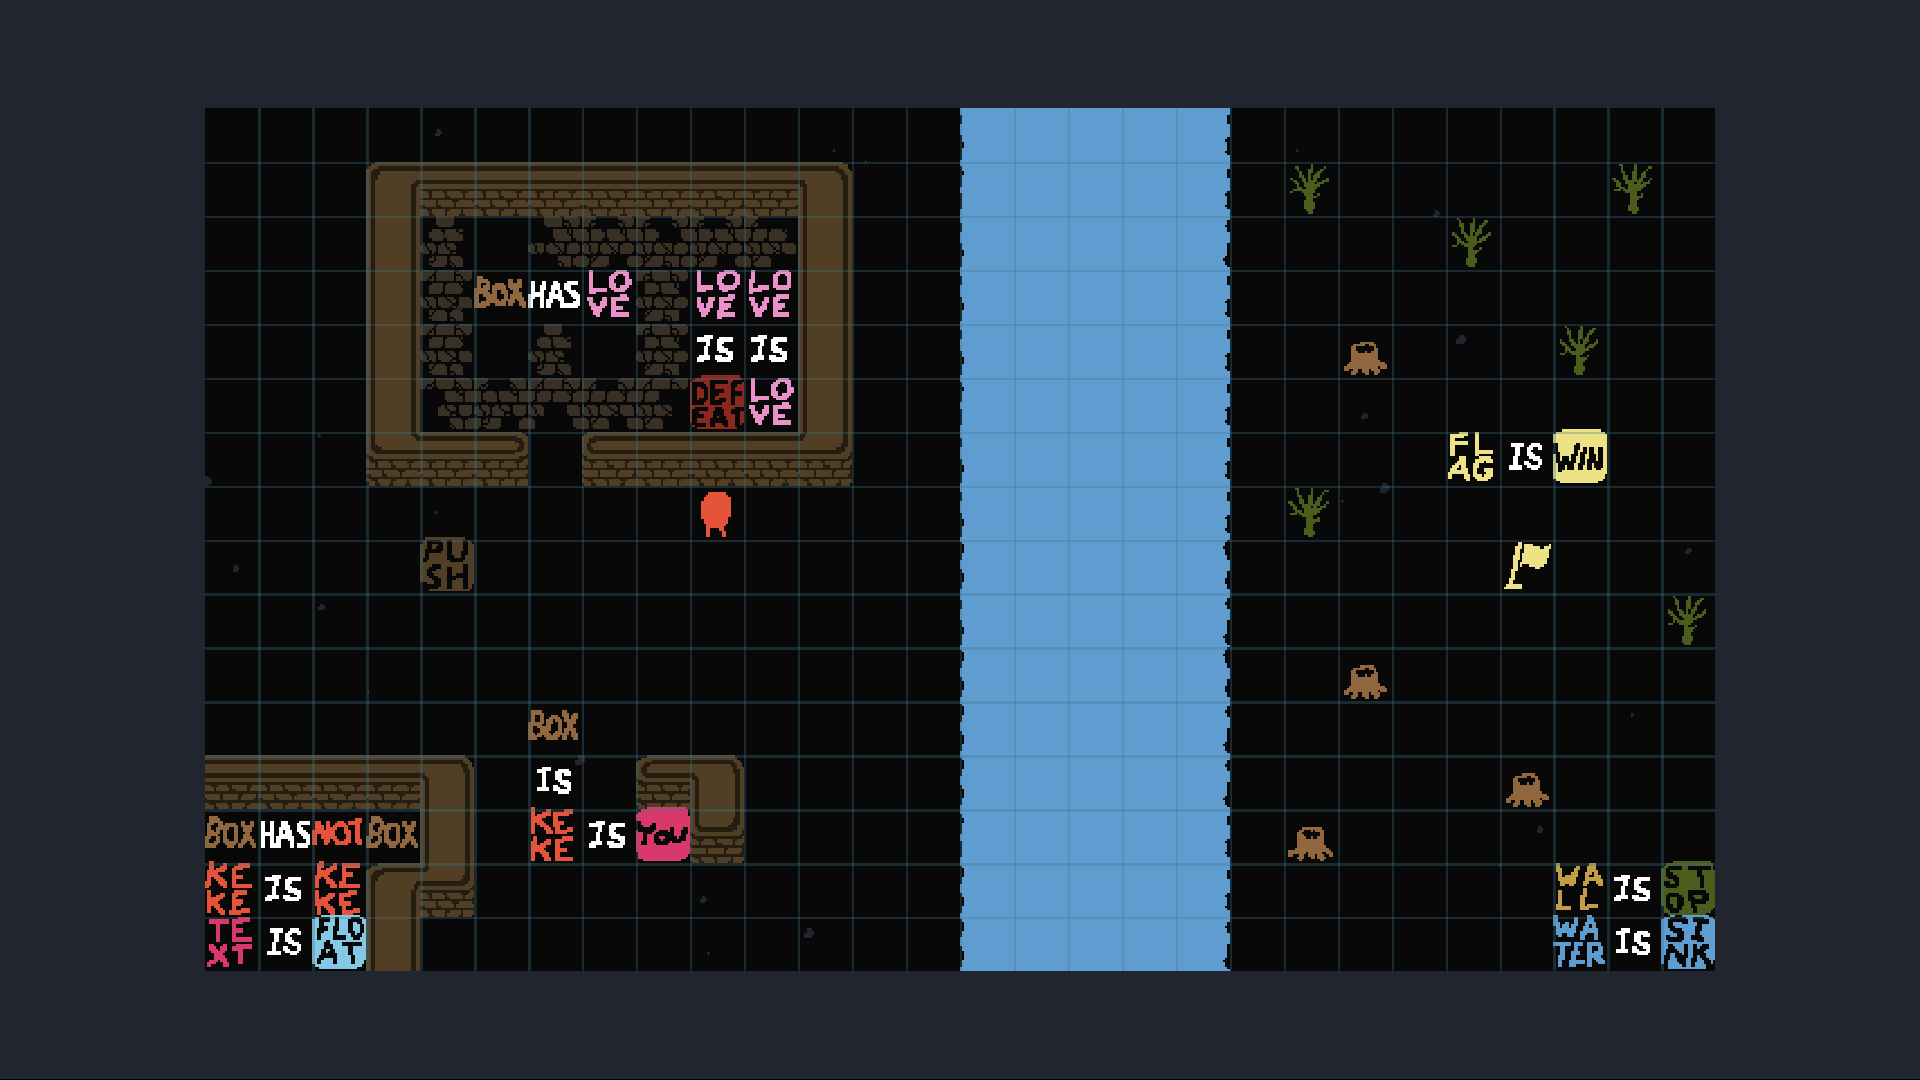 BOX HAS LOVE LOVE LOVE
IS IS
DEFEAT LOVE
FLAG IS WIN
PUSH
BOX
IS
KEKE IS YOU
BOX HAS NOT BOX
KEKE IS KEKE
WALL IS STOP
TEXT IS FLOAT
WATER IS SINK